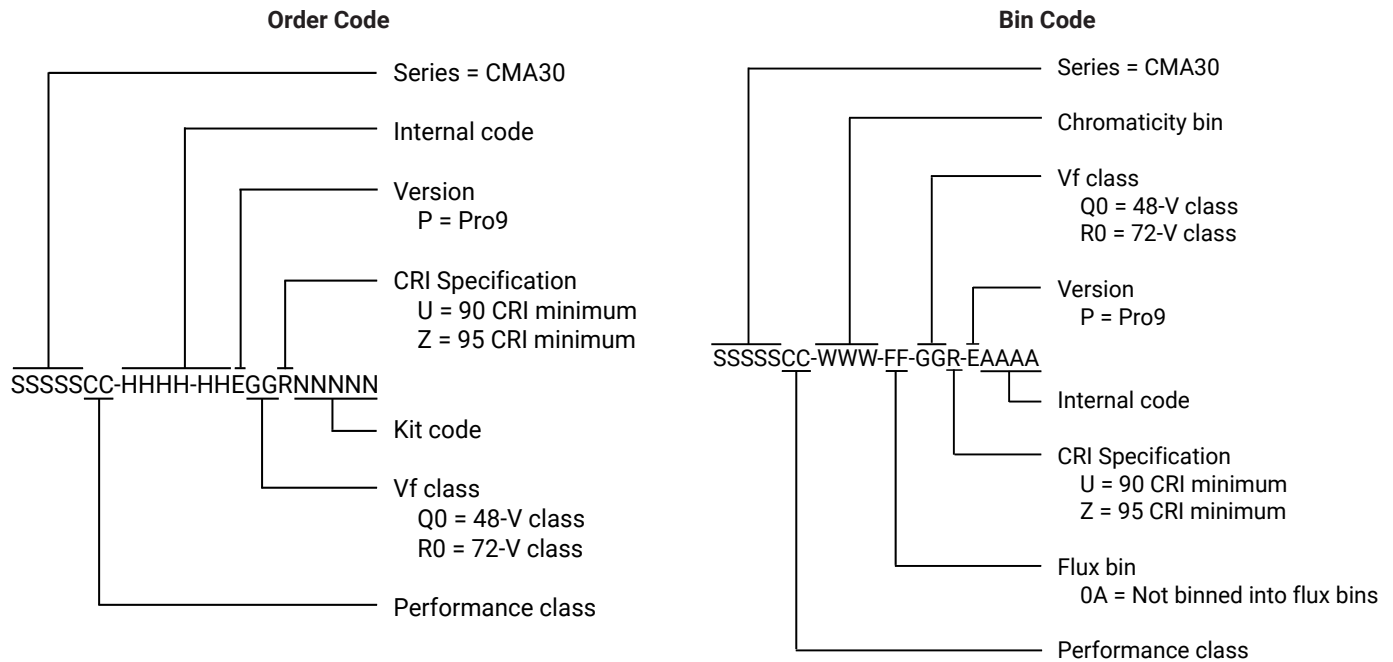 Order Code
Series = CMA30
Internal code
Version
P = Pro9
CRI Specification
U = 90 CRI minimum
Z = 95 CRI minimum
SSSSSCC-HHHH-HHEGGRNNNNN
Kit code
Vf class
Q0 = 48-V class
R0 = 72-V class
Performance class
Bin Code
Series = CMA30
Chromaticity bin
Vf class
Q0 = 48-V class
R0 = 72-V class
Version
P = Pro9
SSSSSCC-WWW-FF-GGR-EAAAA
Internal code
CRI Specification
U = 90 CRI minimum
Z = 95 CRI minimum
Flux bin
0A = Not binned into flux bins
Performance class